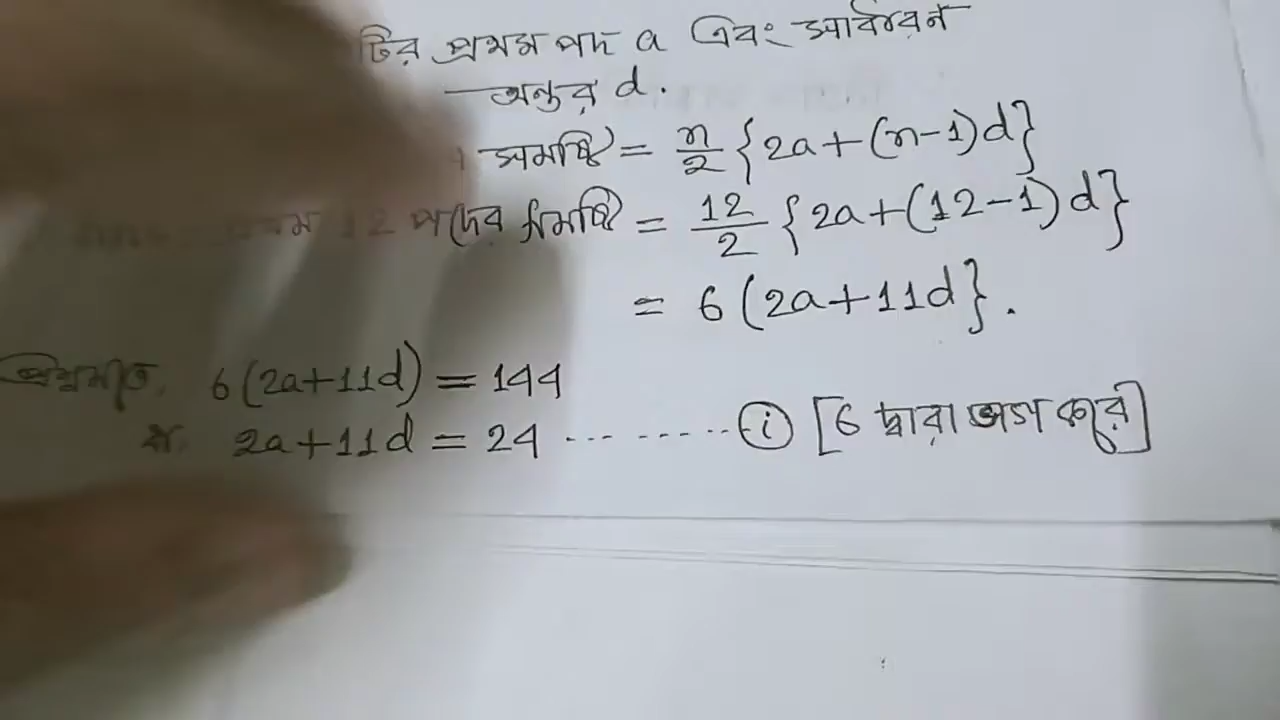 টির প্রথম পদ a এবং সাধারন
অন্তর d.
সমষ্টি = n/2 {2a+(n-1)d}
প্রথম 12 পদের সমষ্টি = 12/2 {2a+(12-1)d}
= 6 (2a+11d}.
প্রশ্নমতে, 6(2a+11d) = 144
বা, 2a+11d = 24 ---------- (i) [6 দ্বারা ভাগ করে]